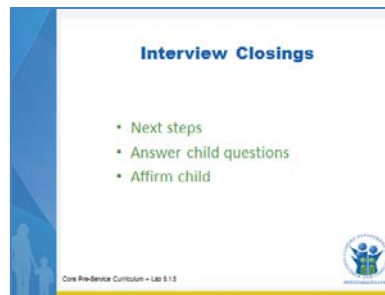 Interview Closings
• Next steps
• Answer child questions
• Affirm child
Core Pre-Service Curriculum – Lab 5.1.5